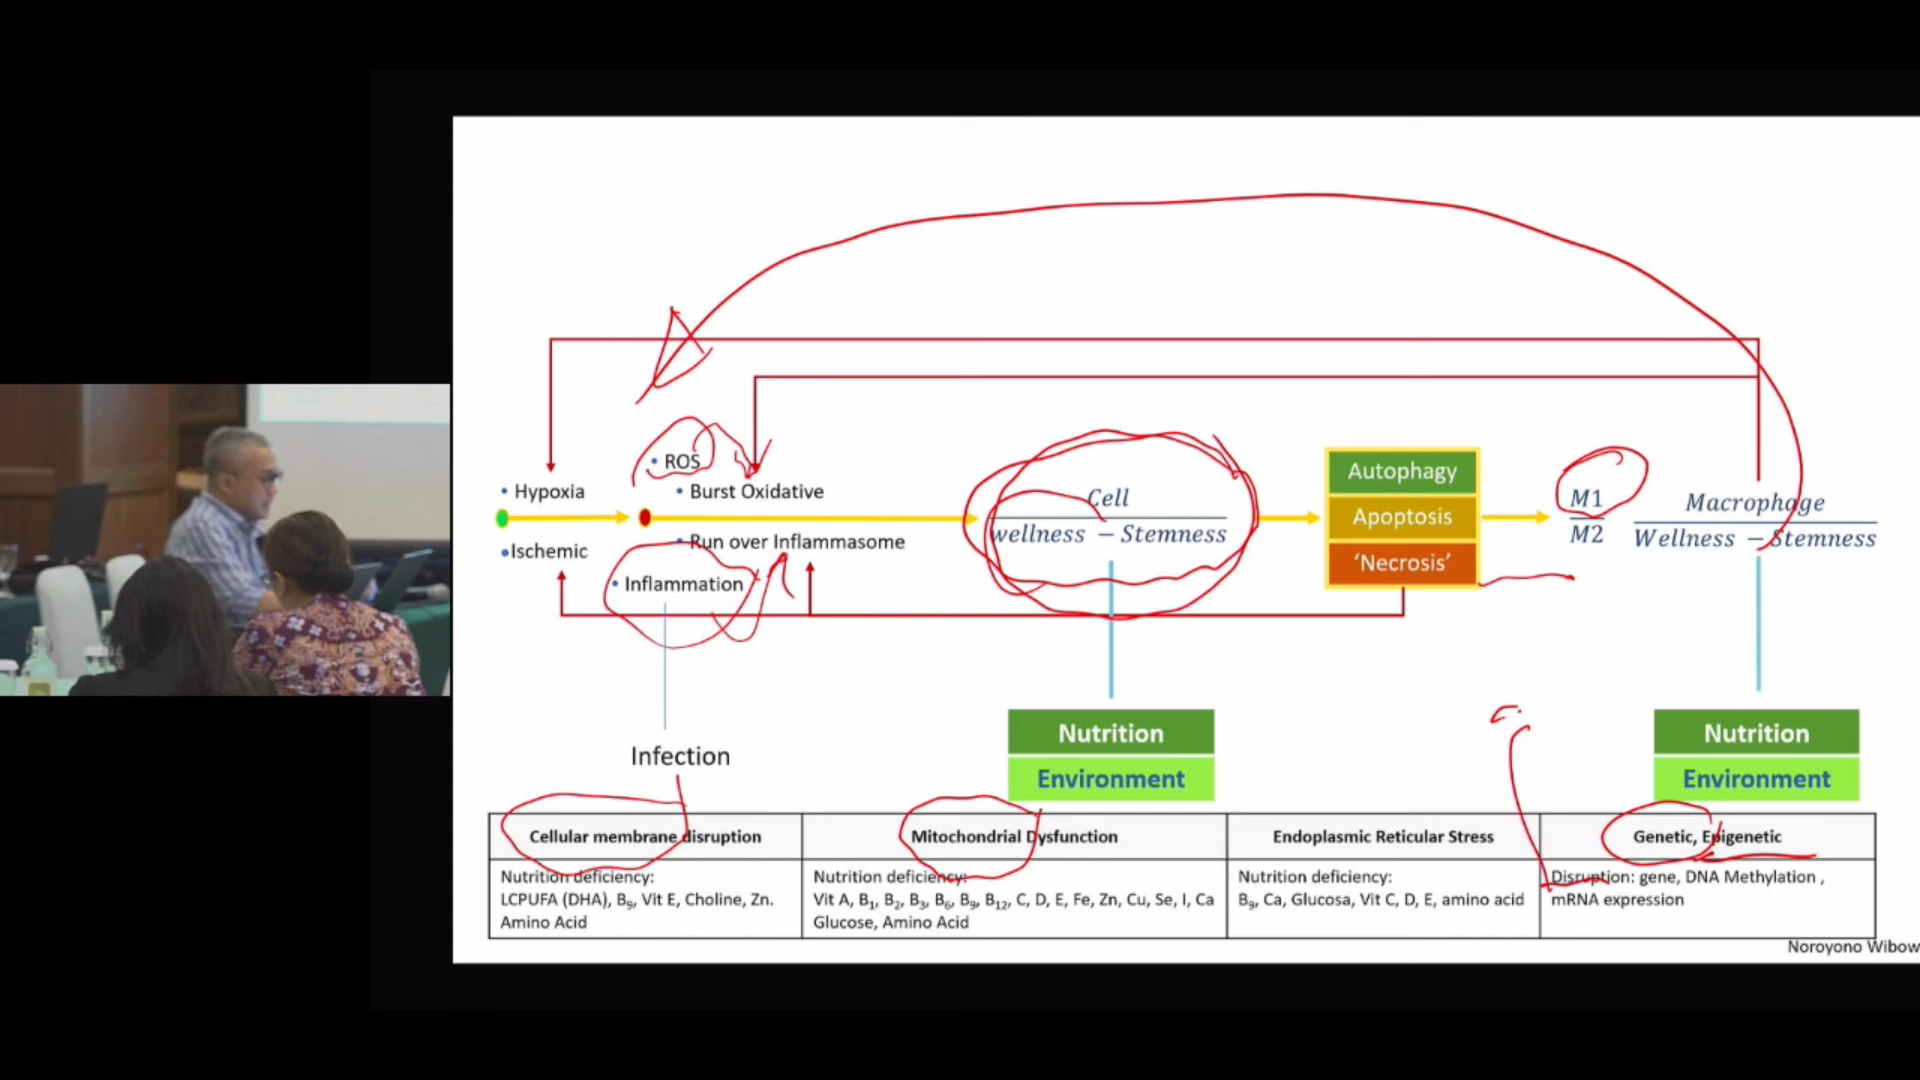 • ROS
• Hypoxia
• Burst Oxidative
•Ischemic
• Run over Inflammasome
• Inflammation
Infection
Cell
wellness − Stemness
Autophagy
Apoptosis
‘Necrosis’
M1
M2
Macrophage
Wellness − Stemness
Nutrition
Environment
Nutrition
Environment
Cellular membrane disruption
Mitochondrial Dysfunction
Endoplasmic Reticular Stress
Genetic, Epigenetic
Nutrition deficiency:
LCPUFA (DHA), B₉, Vit E, Choline, Zn.
Amino Acid
Nutrition deficiency:
Vit A, B₁, B₂, B₃, B₆, B₉, B₁₂, C, D, E, Fe, Zn, Cu, Se, I, Ca
Glucose, Amino Acid
Nutrition deficiency:
B₉, Ca, Glucosa, Vit C, D, E, amino acid
Disruption: gene, DNA Methylation ,
mRNA expression
Noroyono Wibow